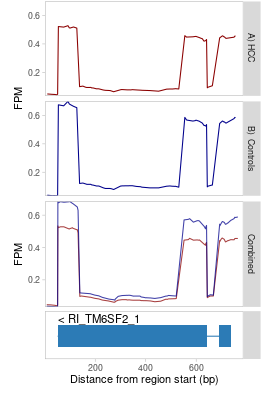 0.6
0.4
0.2
FPM
A) HCC
0.6
0.4
0.2
B) Controls
0.6
0.4
0.2
FPM
Combined
< RI_TM6SF2_1
200
400
600
Distance from region start (bp)